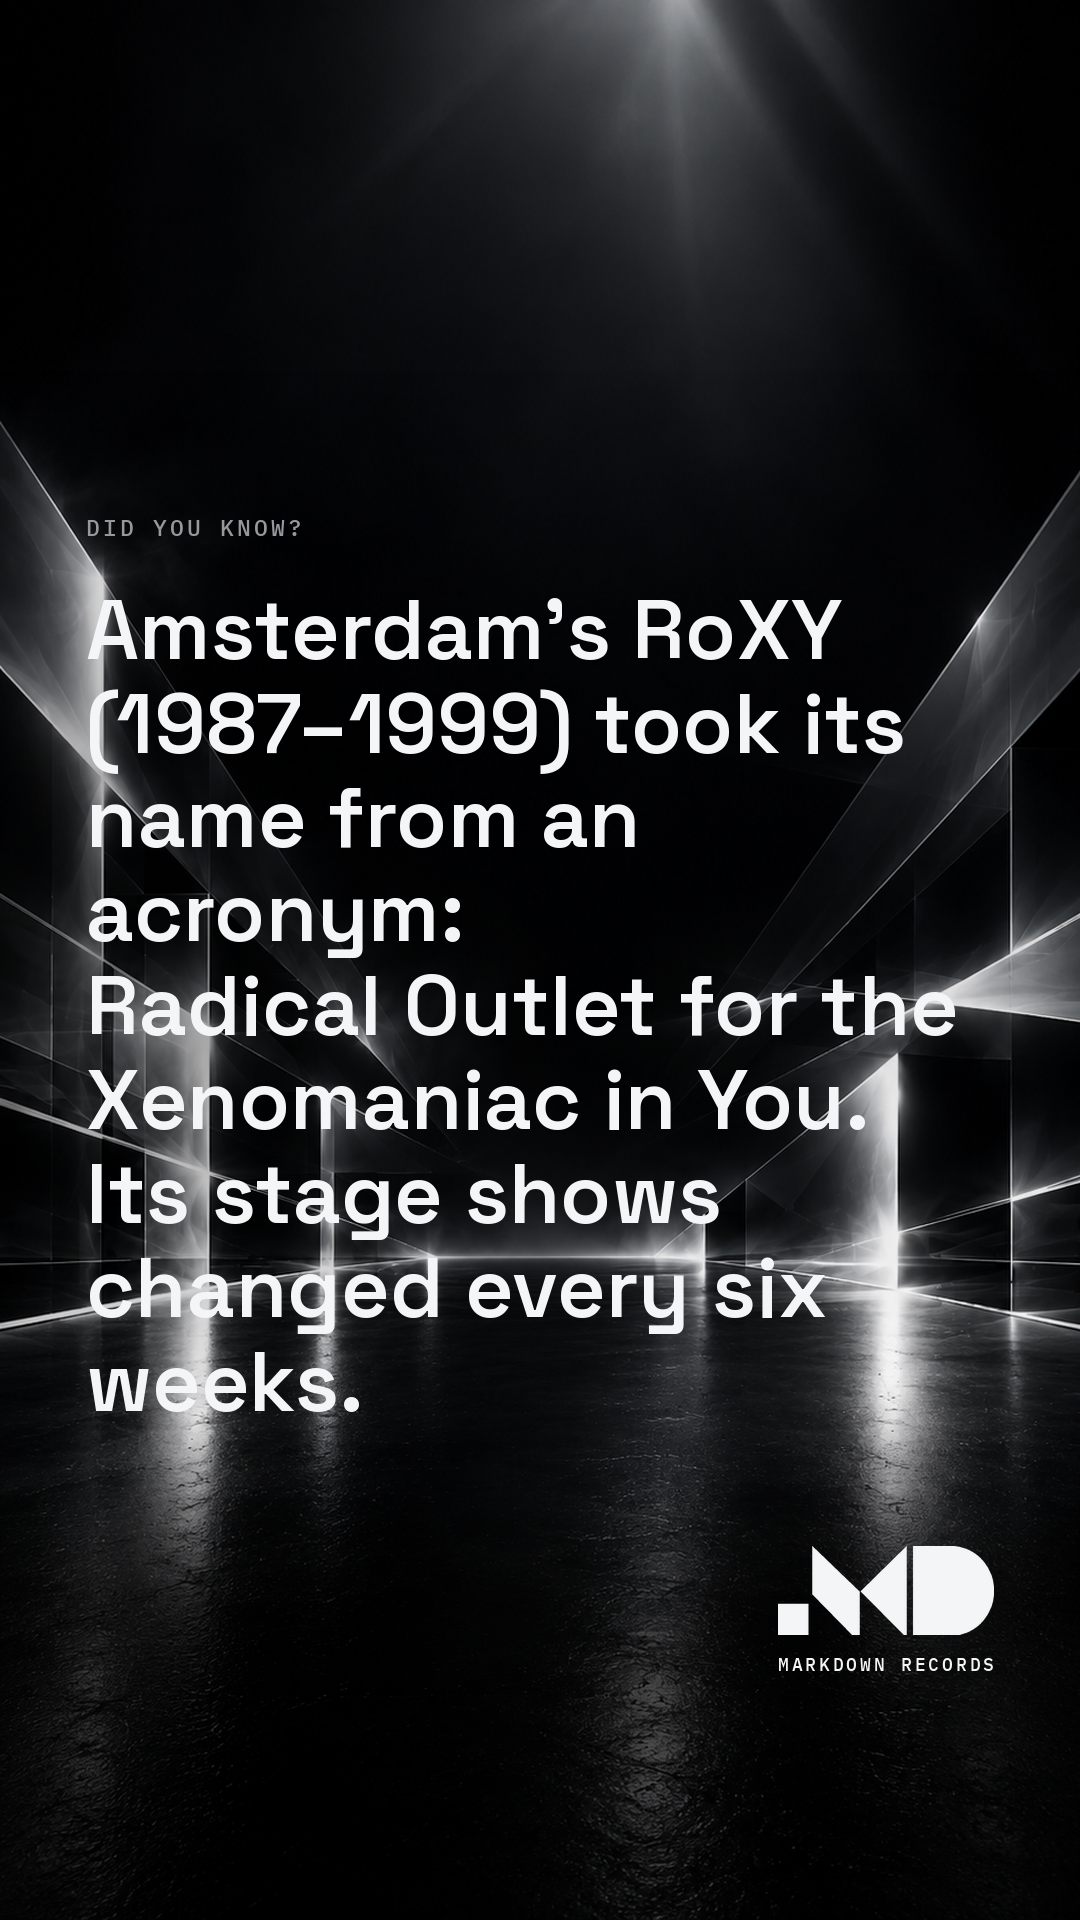 DID YOU KNOW?
Amsterdam’s RoXY
(1987–1999) took its
name from an
acronym:
Radical Outlet for the
Xenomaniac in You.
Its stage shows
changed every six
weeks.
.MD
MARKDOWN RECORDS